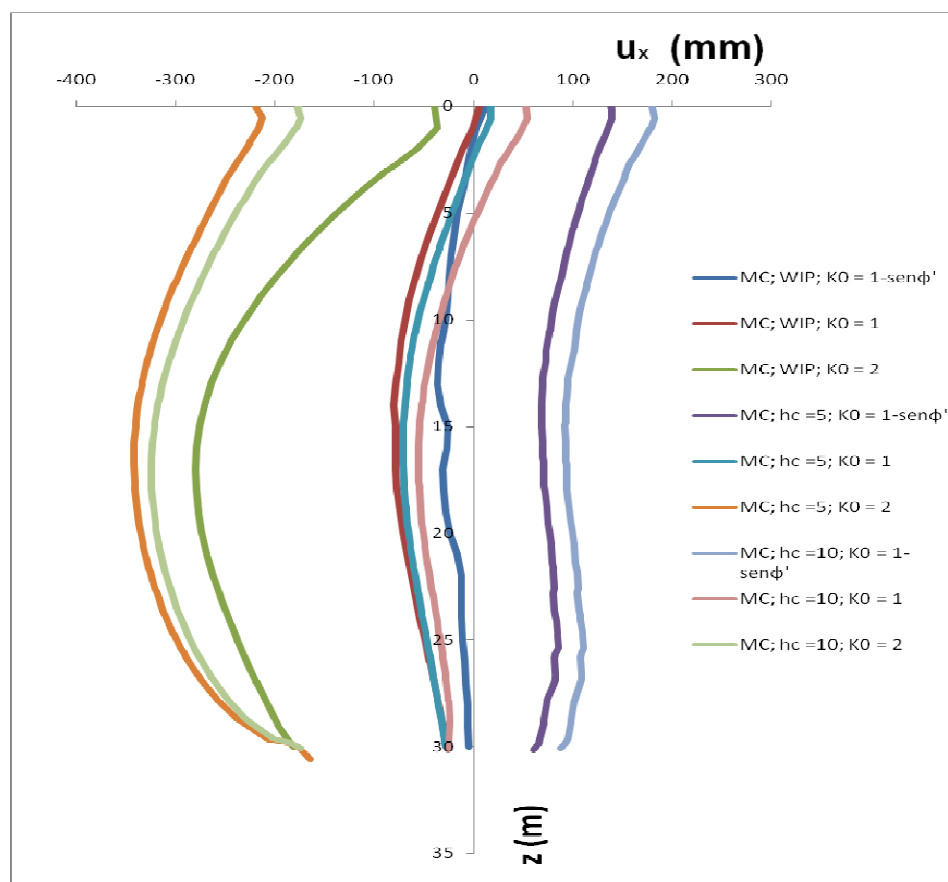 uₓ (mm)
-400 -300 -200 -100 0 100 200 300
0
5
10
15
20
25
30
35
z (m)
MC; WIP; K0 = 1-senϕ'
MC; WIP; K0 = 1
MC; WIP; K0 = 2
MC; hc =5; K0 = 1-senϕ'
MC; hc =5; K0 = 1
MC; hc =5; K0 = 2
MC; hc =10; K0 = 1-
senϕ'
MC; hc =10; K0 = 1
MC; hc =10; K0 = 2